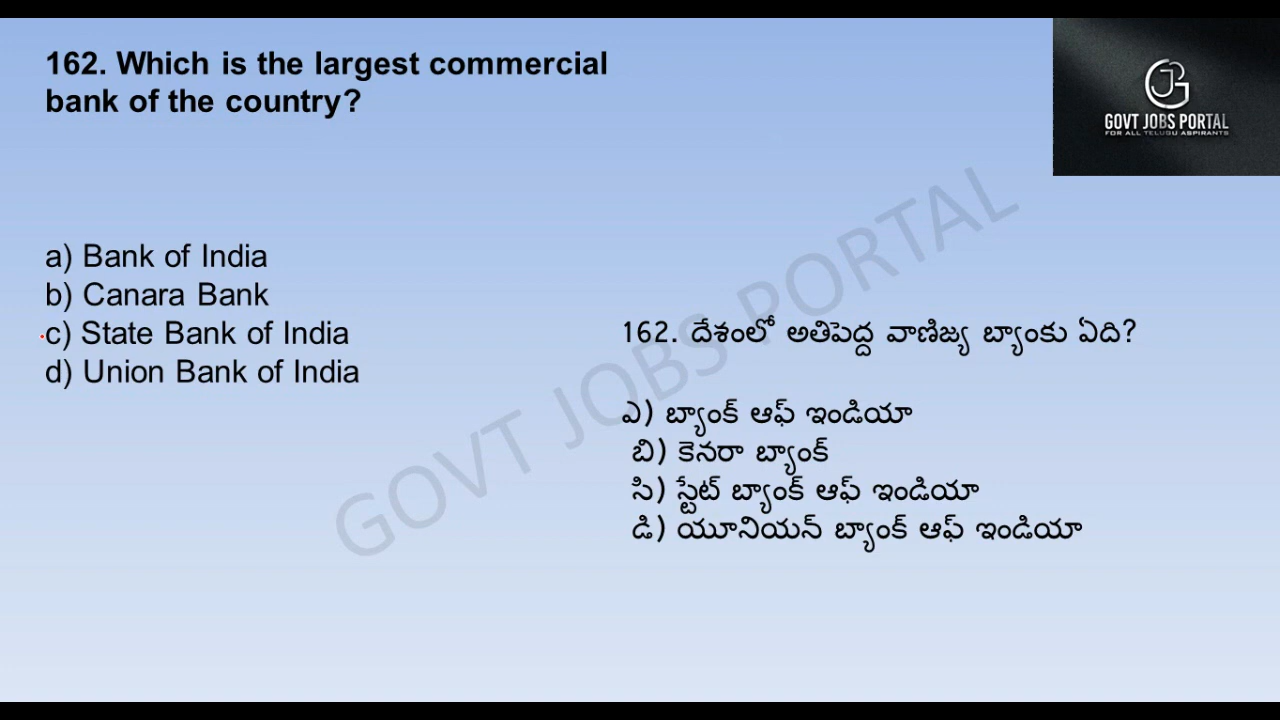 162. Which is the largest commercial
bank of the country?
GOVT JOBS PORTAL
FOR ALL TELUGU ASPIRANTS
a) Bank of India
b) Canara Bank
c) State Bank of India
d) Union Bank of India
162. దేశంలో అతిపెద్ద వాణిజ్య బ్యాంకు ఏది?
ఎ) బ్యాంక్ ఆఫ్ ఇండియా
బి) కెనరా బ్యాంక్
సి) స్టేట్ బ్యాంక్ ఆఫ్ ఇండియా
డి) యూనియన్ బ్యాంక్ ఆఫ్ ఇండియా
GOVT JOBS PORTAL